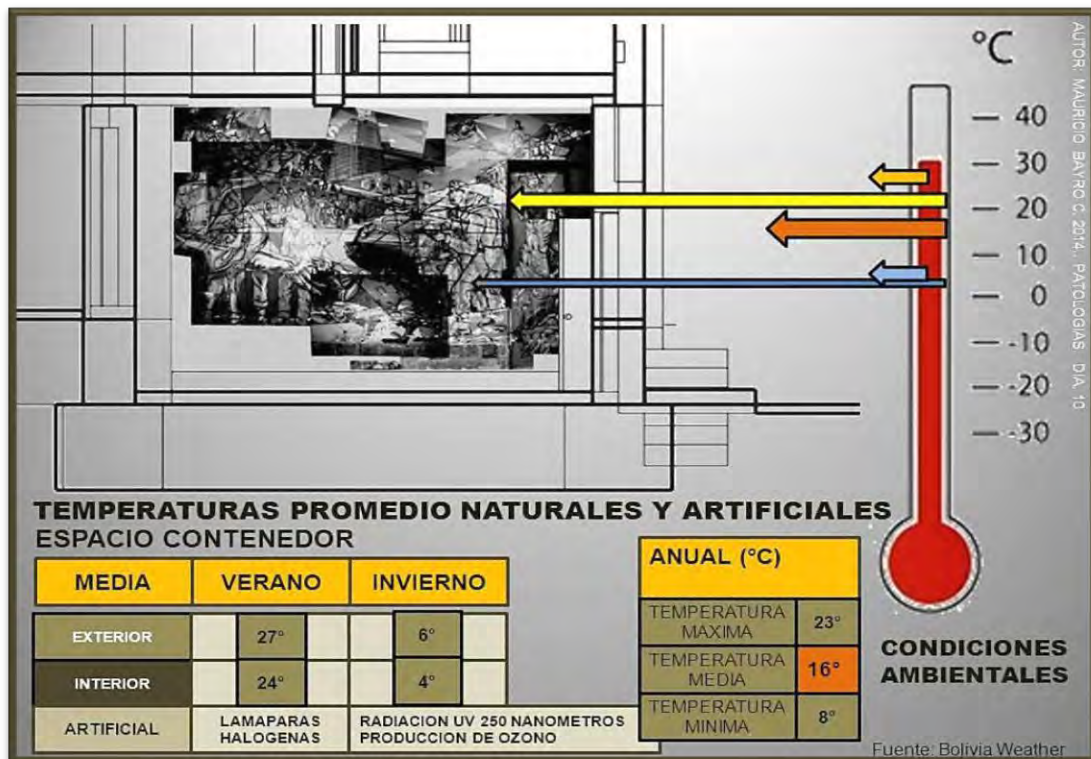 °C
40
30
20
10
0
-10
-20
-30
AUTOR: MAURICIO BAYRO C. 2014. PATOLOGIAS DIA. 10
TEMPERATURAS PROMEDIO NATURALES Y ARTIFICIALES
ESPACIO CONTENEDOR
MEDIA VERANO INVIERNO
EXTERIOR 27° 6°
INTERIOR 24° 4°
ARTIFICIAL
LAMAPARAS
HALOGENAS
RADIACION UV 250 NANOMETROS
PRODUCCION DE OZONO
ANUAL (°C)
TEMPERATURA
MAXIMA
23°
TEMPERATURA
MEDIA
16°
TEMPERATURA
MINIMA
8°
CONDICIONES
AMBIENTALES
Fuente: Bolivia Weather